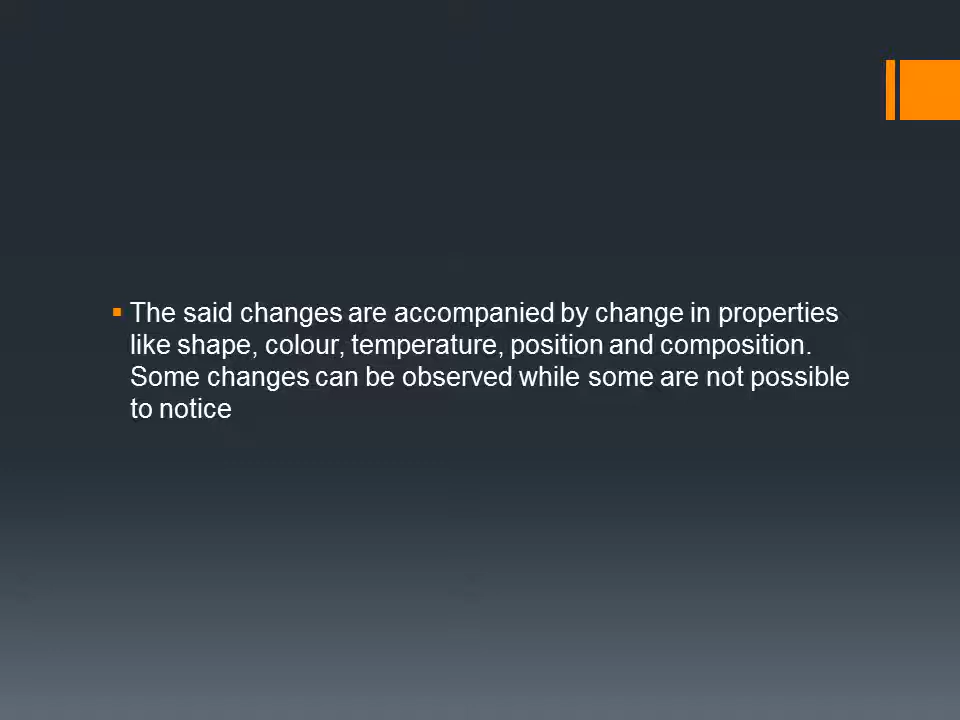 The said changes are accompanied by change in properties
like shape, colour, temperature, position and composition.
Some changes can be observed while some are not possible
to notice